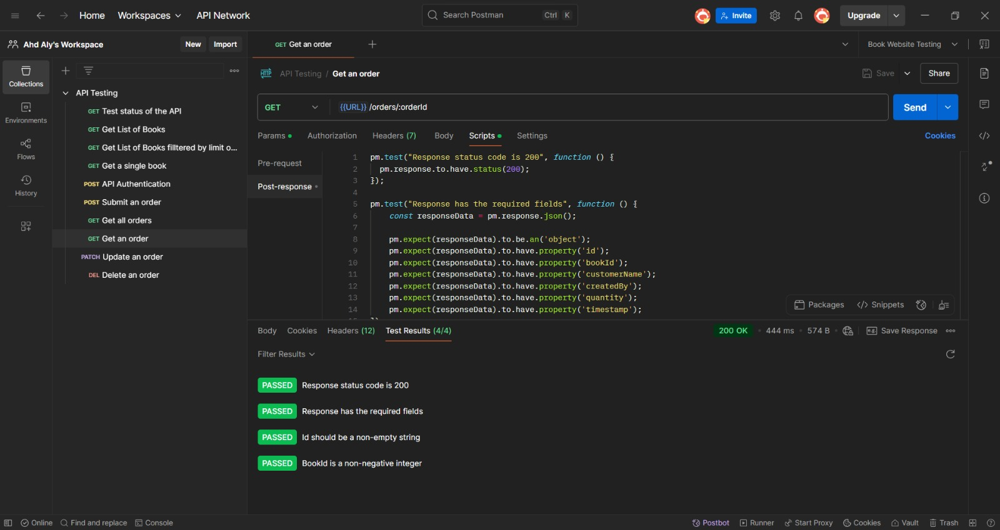 Home Workspaces API Network Search Postman Ctrl K Invite Upgrade
Ahd Aly's Workspace New Import GET Get an order Book Website Testing
Collections
Environments
Flows
History
API Testing
GET Test status of the API
GET Get List of Books
GET Get List of Books filltered by limit o...
GET Get a single book
POST API Authentication
POST Submit an order
GET Get all orders
GET Get an order
PATCH Update an order
DEL Delete an order
HTTP API Testing / Get an order Save Share
GET {{URL}} /orders/:orderId Send
Params Authorization Headers (7) Body Scripts Settings Cookies
Pre-request
Post-response
1 pm.test("Response status code is 200", function () {
2 pm.response.to.have.status(200);
3 });
4
5 pm.test("Response has the required fields", function () {
6 const responseData = pm.response.json();
7
8 pm.expect(responseData).to.be.an('object');
9 pm.expect(responseData).to.have.property('id');
10 pm.expect(responseData).to.have.property('bookId');
11 pm.expect(responseData).to.have.property('customerName');
12 pm.expect(responseData).to.have.property('createdBy');
13 pm.expect(responseData).to.have.property('quantity');
14 pm.expect(responseData).to.have.property('timestamp');
Packages </> Snippets
Body Cookies Headers (12) Test Results (4/4) 200 OK 444 ms 574 B e.g. Save Response
Filter Results
PASSED Response status code is 200
PASSED Response has the required fields
PASSED Id should be a non-empty string
PASSED BookId is a non-negative integer
Online Find and replace Console Postbot Runner Start Proxy Cookies Vault Trash